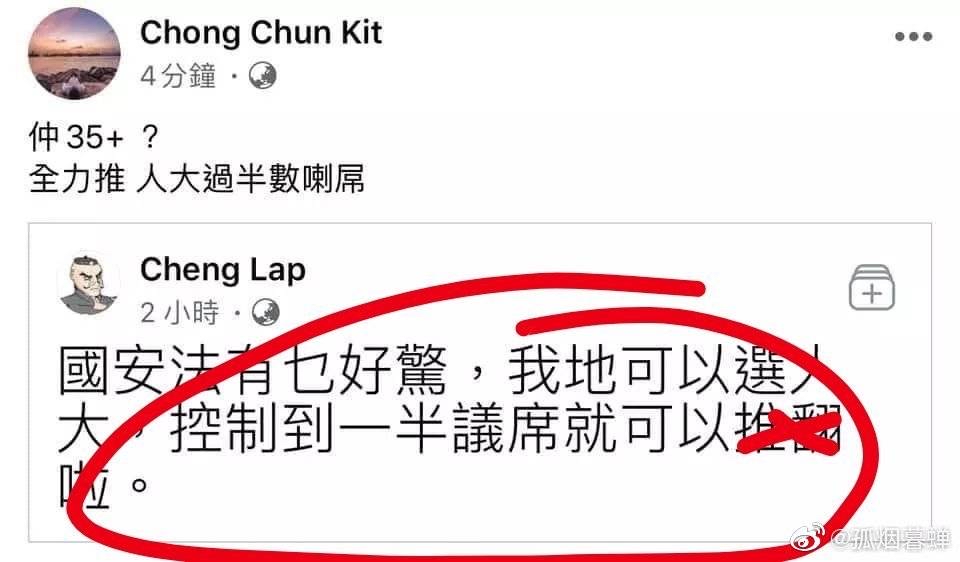 Chong Chun Kit
4分鐘 ·
仲35+ ？
全力推 人大過半數喇屌
Cheng Lap
2 小時 ·
國安法有乜好驚，我地可以選人
大，控制到一半議席就可以推翻
啦。
@孤烟暮蝉